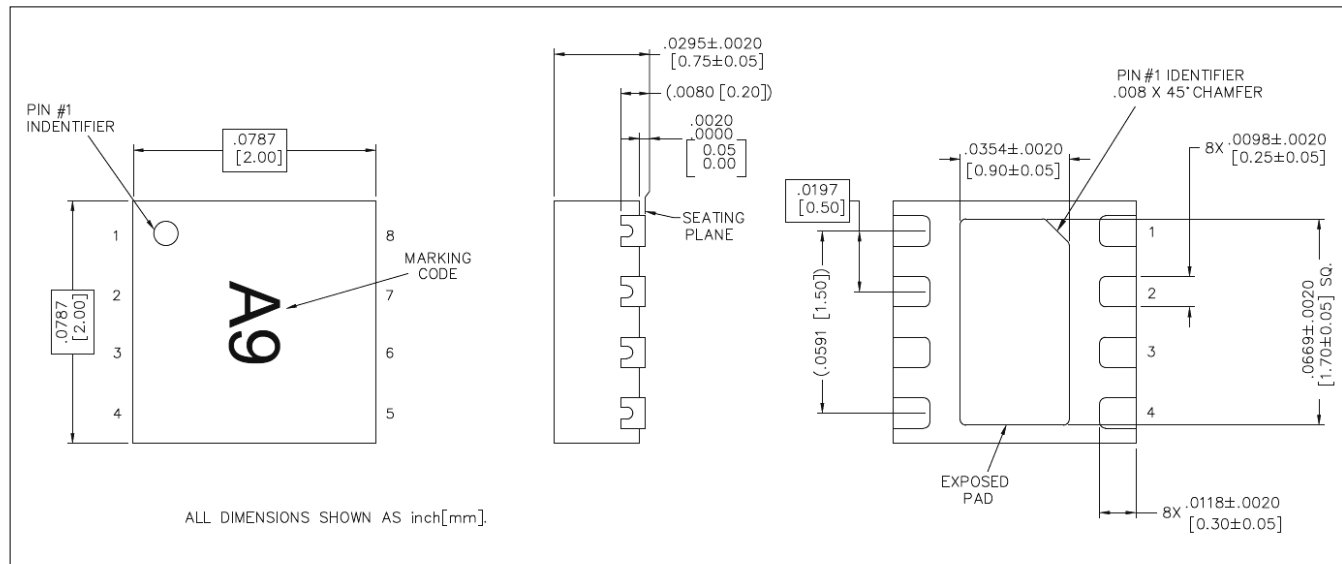 PIN #1
INDENTIFIER
.0787
[2.00]
.0787
[2.00]
1
2
3
4
8
7
6
5
A9
MARKING
CODE
ALL DIMENSIONS SHOWN AS inch[mm].
.0295±.0020
[0.75±0.05]
(.0080 [0.20])
.0020
.0000
[0.05
0.00]
SEATING
PLANE
PIN #1 IDENTIFIER
.008 X 45° CHAMFER
.0354±.0020
[0.90±0.05]
8X .0098±.0020
[0.25±0.05]
.0197
[0.50]
(.0591 [1.50])
1
2
3
4
.0669±.0020
[1.70±0.05] SQ.
EXPOSED
PAD
8X .0118±.0020
[0.30±0.05]